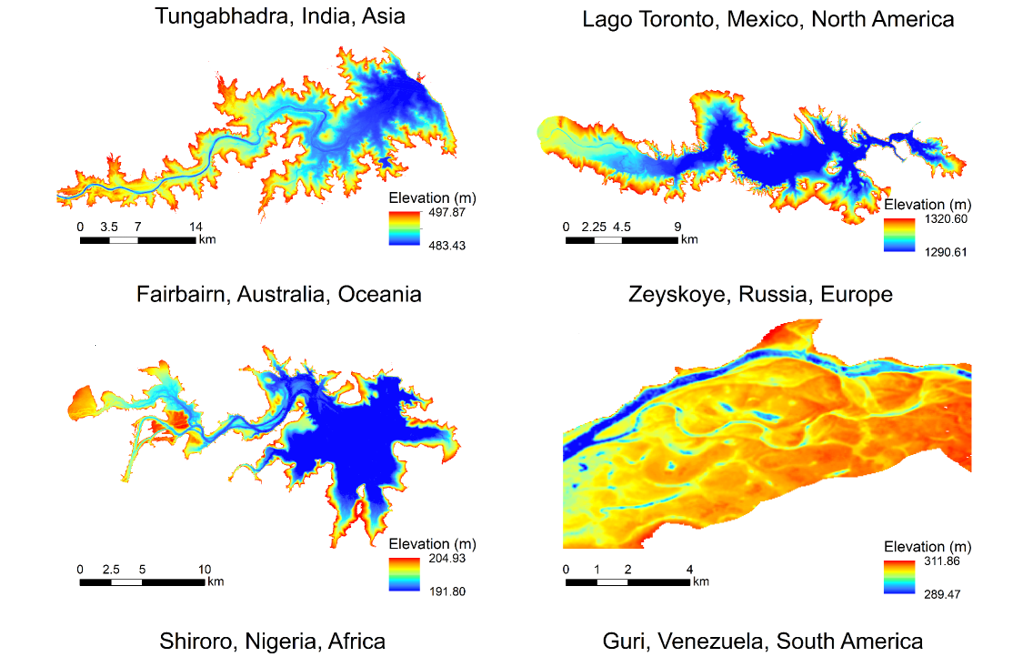 Tungabhadra, India, Asia
Lago Toronto, Mexico, North America
Elevation (m)
497.87
483.43
0 3.5 7 14
km
Elevation (m)
1320.60
1290.61
0 2.25 4.5 9
km
Fairbairn, Australia, Oceania
Zeyskoye, Russia, Europe
Elevation (m)
204.93
191.80
0 2.5 5 10
km
Elevation (m)
311.86
289.47
0 1 2 4
km
Shiroro, Nigeria, Africa
Guri, Venezuela, South America